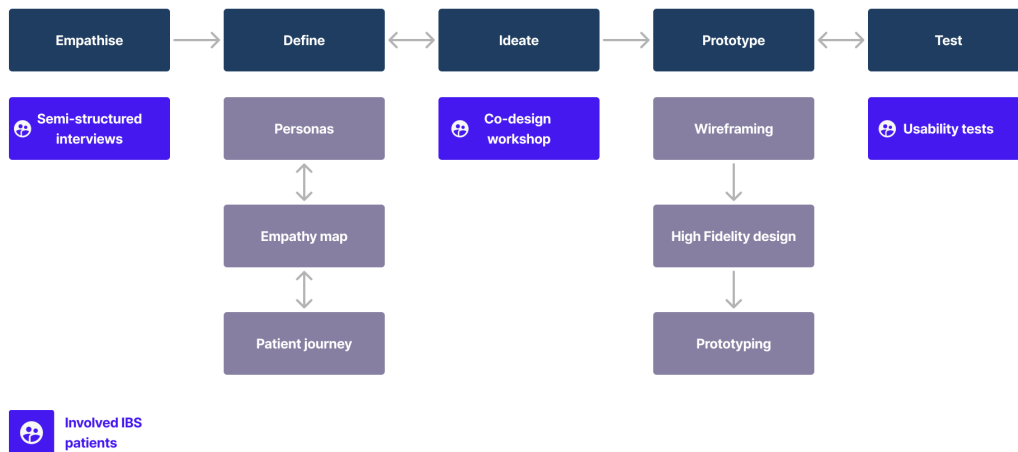 Empathise
Define
Ideate
Prototype
Test
Semi-structured
interviews
Personas
Co-design
workshop
Wireframing
Usability tests
Empathy map
High Fidelity design
Patient journey
Prototyping
Involved IBS
patients